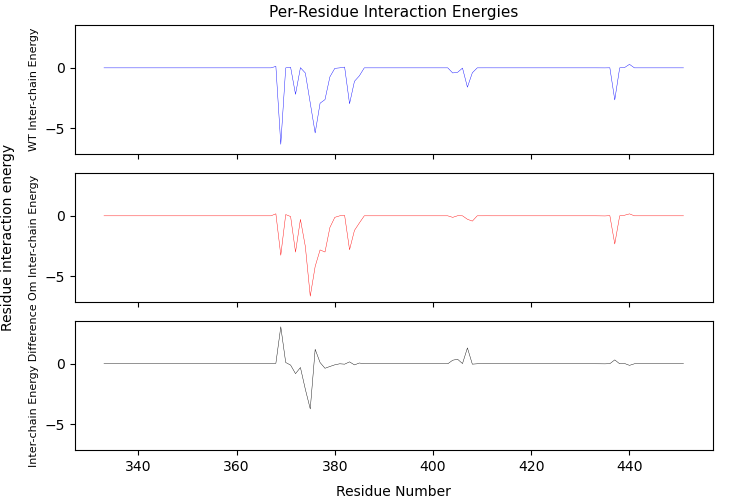 Per-Residue Interaction Energies
Residue interaction energy
WT Inter-chain Energy
0
−5
Om Inter-chain Energy
0
−5
Inter-chain Energy Difference
0
−5
340
360
380
400
420
440
Residue Number